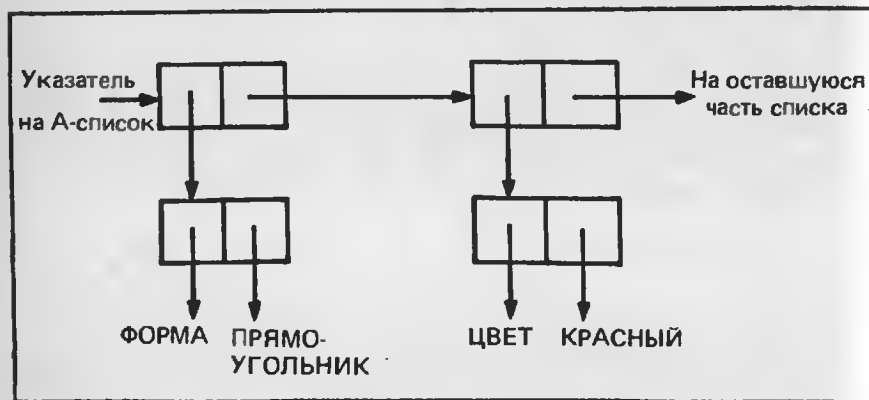 Указатель
на А-список
На оставшуюся
часть списка
ФОРМА
ПРЯМО-
УГОЛЬНИК
ЦВЕТ
КРАСНЫЙ